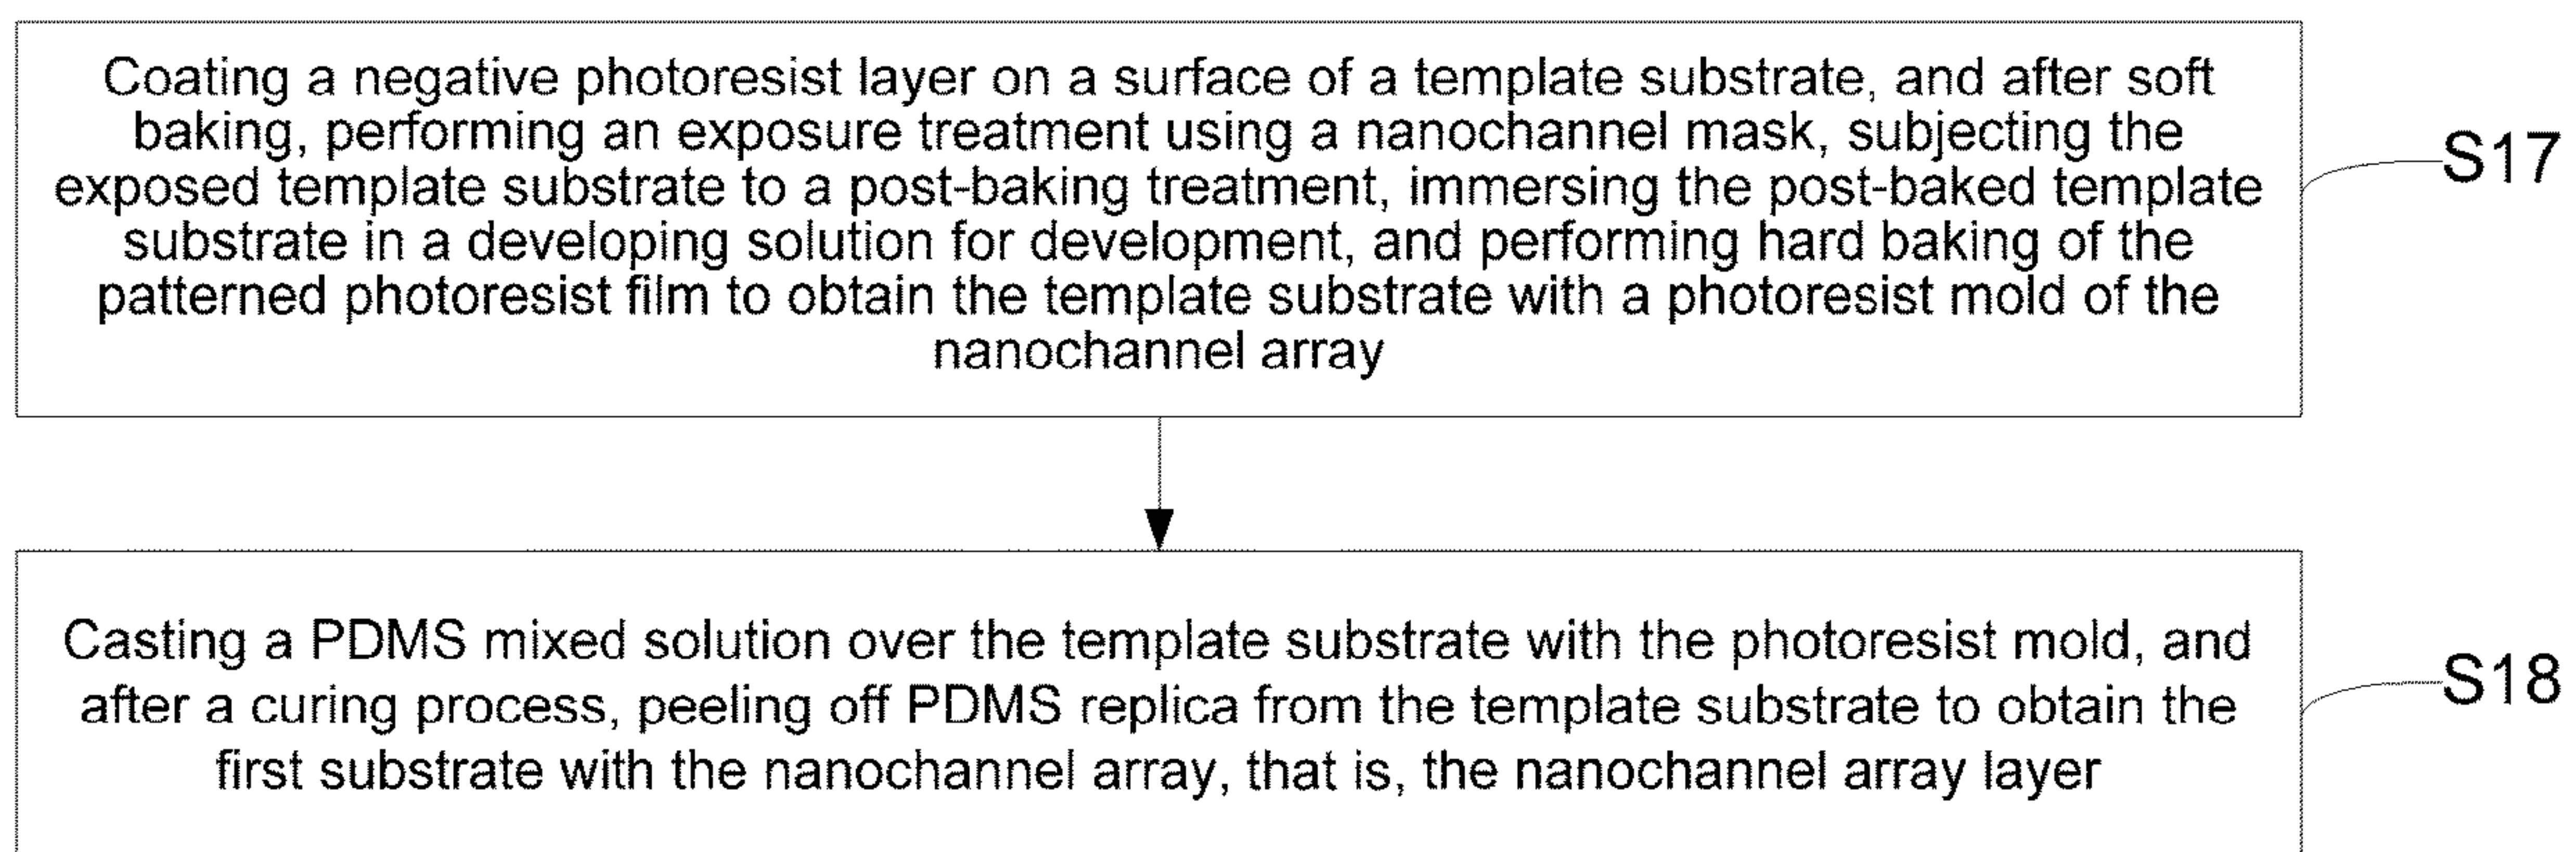 Coating a negative photoresist layer on a surface of a template substrate, and after soft
baking, performing an exposure treatment using a nanochannel mask, subjecting the
exposed template substrate to a post-baking treatment, immersing the post-baked template
substrate in a developing solution for development, and performing hard baking of the
patterned photoresist film to obtain the template substrate with a photoresist mold of the
nanochannel array
S17
Casting a PDMS mixed solution over the template substrate with the photoresist mold, and
after a curing process, peeling off PDMS replica from the template substrate to obtain the
first substrate with the nanochannel array, that is, the nanochannel array layer
S18